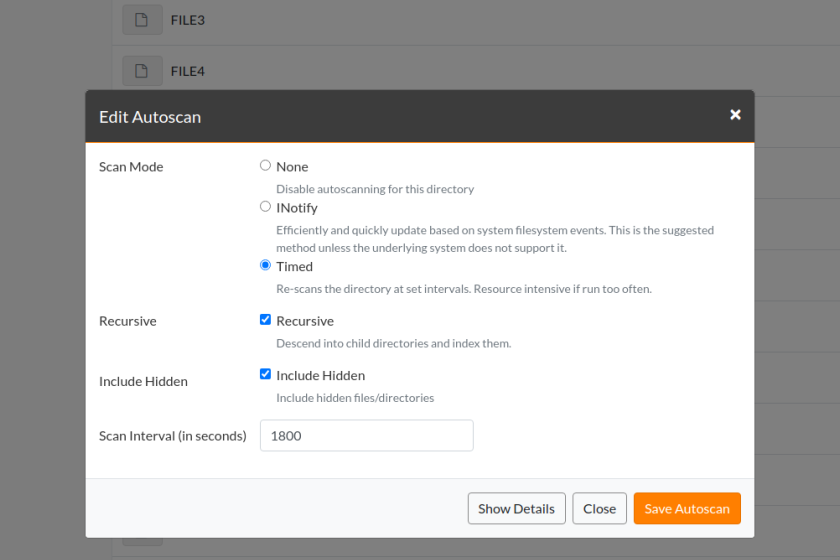 FILE3
FILE4
Edit Autoscan
Scan Mode
None
Disable autoscanning for this directory
INotify
Efficiently and quickly update based on system filesystem events. This is the suggested
method unless the underlying system does not support it.
Timed
Re-scans the directory at set intervals. Resource intensive if run too often.
Recursive
Recursive
Descend into child directories and index them.
Include Hidden
Include Hidden
Include hidden files/directories
Scan Interval (in seconds)
1800
Show Details
Close
Save Autoscan